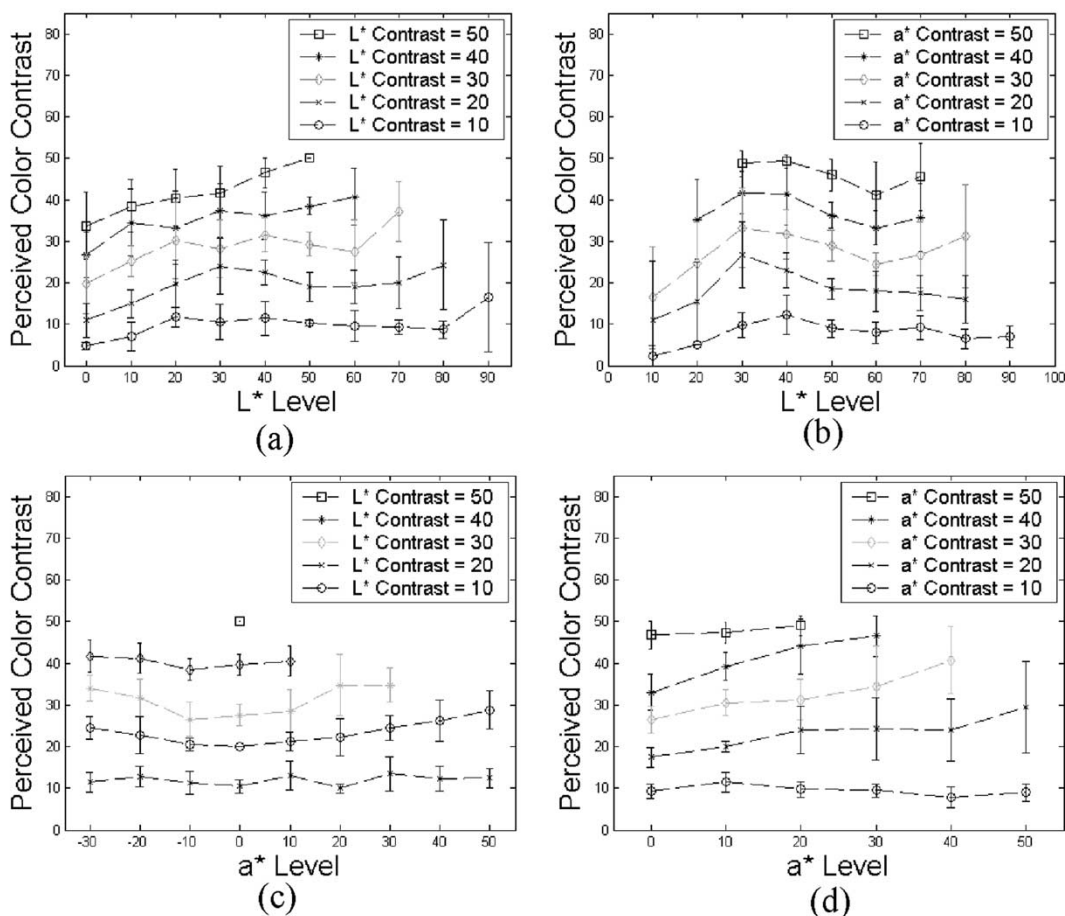 Perceived Color Contrast
80
70
60
50
40
30
20
10
0
L* Contrast = 50
L* Contrast = 40
L* Contrast = 30
L* Contrast = 20
L* Contrast = 10
0 10 20 30 40 50 60 70 80 90
L* Level
(a)
Perceived Color Contrast
80
70
60
50
40
30
20
10
0
a* Contrast = 50
a* Contrast = 40
a* Contrast = 30
a* Contrast = 20
a* Contrast = 10
10 20 30 40 50 60 70 80 90 100
L* Level
(b)
Perceived Color Contrast
80
70
60
50
40
30
20
10
0
L* Contrast = 50
L* Contrast = 40
L* Contrast = 30
L* Contrast = 20
L* Contrast = 10
-30 -20 -10 0 10 20 30 40 50
a* Level
(c)
Perceived Color Contrast
80
70
60
50
40
30
20
10
0
a* Contrast = 50
a* Contrast = 40
a* Contrast = 30
a* Contrast = 20
a* Contrast = 10
0 10 20 30 40 50
a* Level
(d)